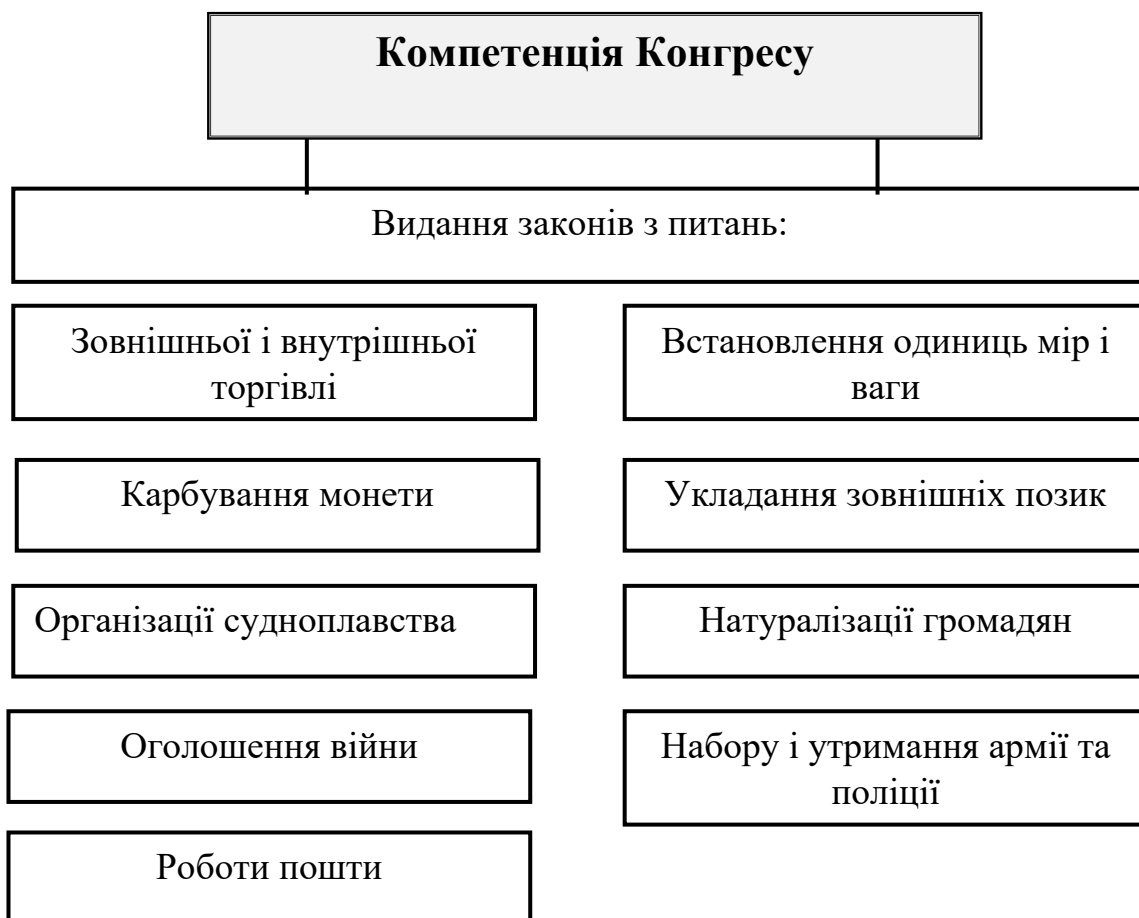 Компетенція Конгресу
Видання законів з питань:
Зовнішньої і внутрішньої
торгівлі
Встановлення одиниць мір і
ваги
Карбування монети
Укладання зовнішніх позик
Організації судноплавства
Натуралізації громадян
Оголошення війни
Набору і утримання армії та
поліції
Роботи пошти